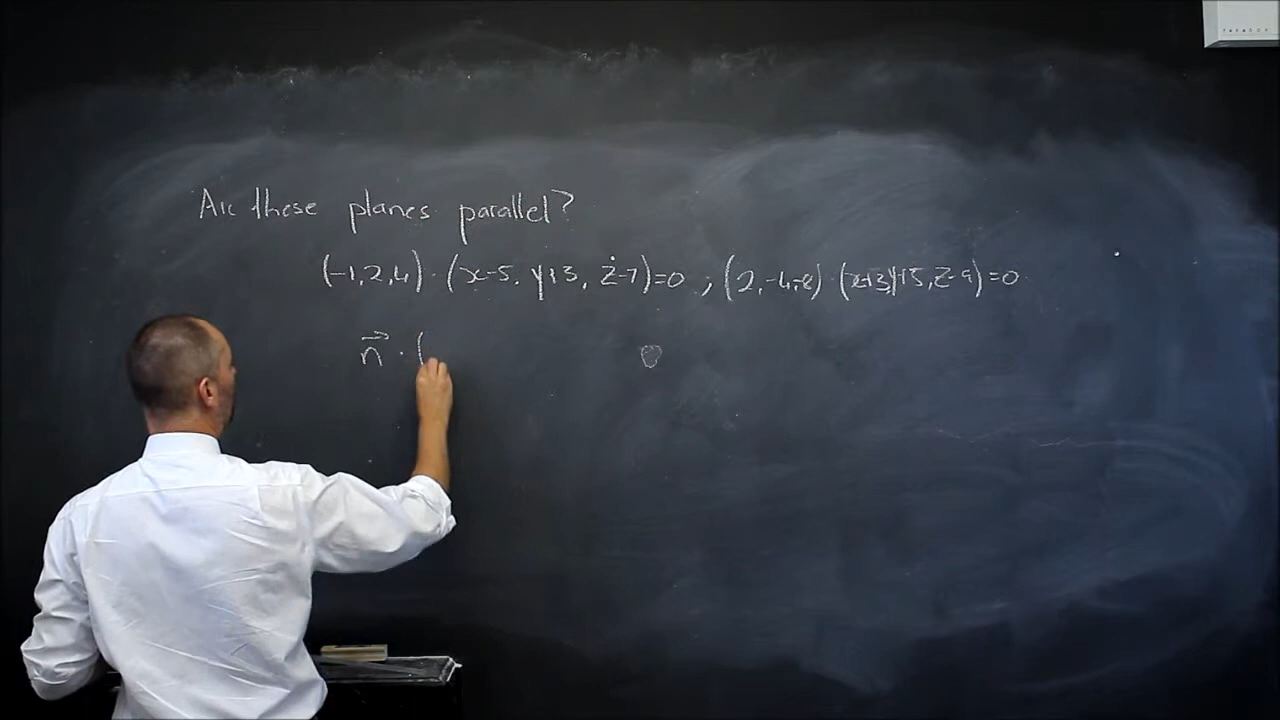 Are these planes parallel?
(-1,2,4)·(x-5, y+3, z-7)=0 ; (2,-4,-8)·(x+3,y+5,z-9)=0
n⃗ · (